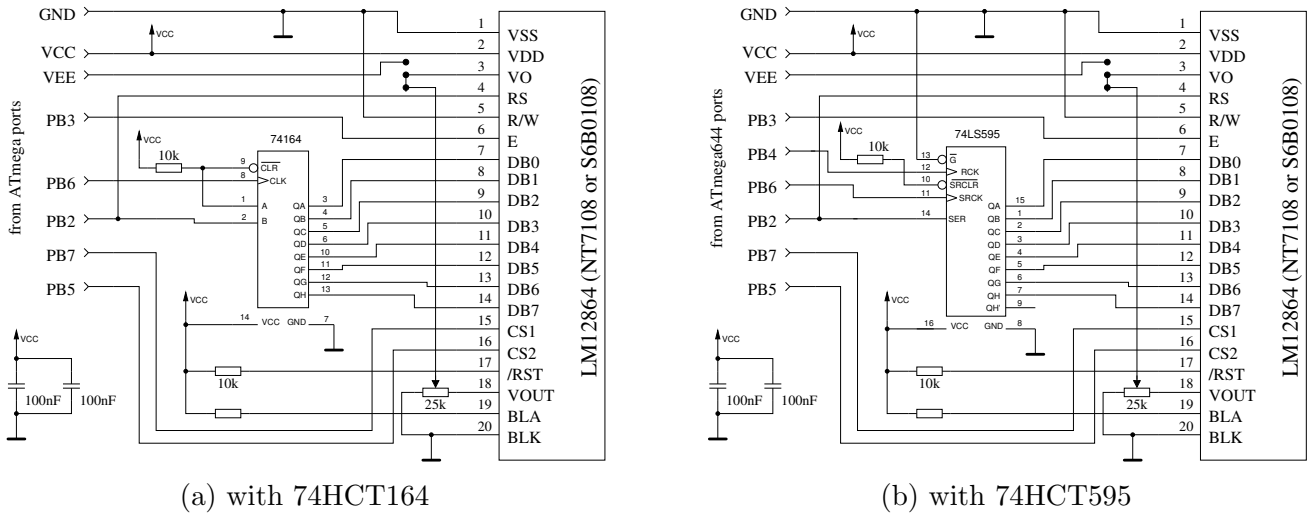 GND
VCC
VCC
VEE
from ATmega ports
PB3
PB6
PB2
PB7
PB5
74164
VCC
10k
9
CLR
8
CLK
1
A
2
B
QA
3
QB
4
QC
5
QD
6
QE
10
QF
11
QG
12
QH
13
VCC
14
VCC
GND
7
10k
VCC
100nF
100nF
25k
1
VSS
2
VDD
3
VO
4
RS
5
R/W
6
E
7
DB0
8
DB1
9
DB2
10
DB3
11
DB4
12
DB5
13
DB6
14
DB7
15
CS1
16
CS2
17
/RST
18
VOUT
19
BLA
20
BLK
LM12864 (NT7108 or S6B0108)
(a) with 74HCT164
GND
VCC
VCC
VEE
from ATmega644 ports
PB3
PB4
PB6
PB2
PB7
PB5
74LS595
VCC
10k
13
G
12
RCK
10
SRCLR
11
SRCK
14
SER
QA
15
QB
1
QC
2
QD
3
QE
4
QF
5
QG
6
QH
7
QH'
9
VCC
16
VCC
GND
8
10k
VCC
100nF
100nF
25k
1
VSS
2
VDD
3
VO
4
RS
5
R/W
6
E
7
DB0
8
DB1
9
DB2
10
DB3
11
DB4
12
DB5
13
DB6
14
DB7
15
CS1
16
CS2
17
/RST
18
VOUT
19
BLA
20
BLK
LM12864 (NT7108 or S6B0108)
(b) with 74HCT595